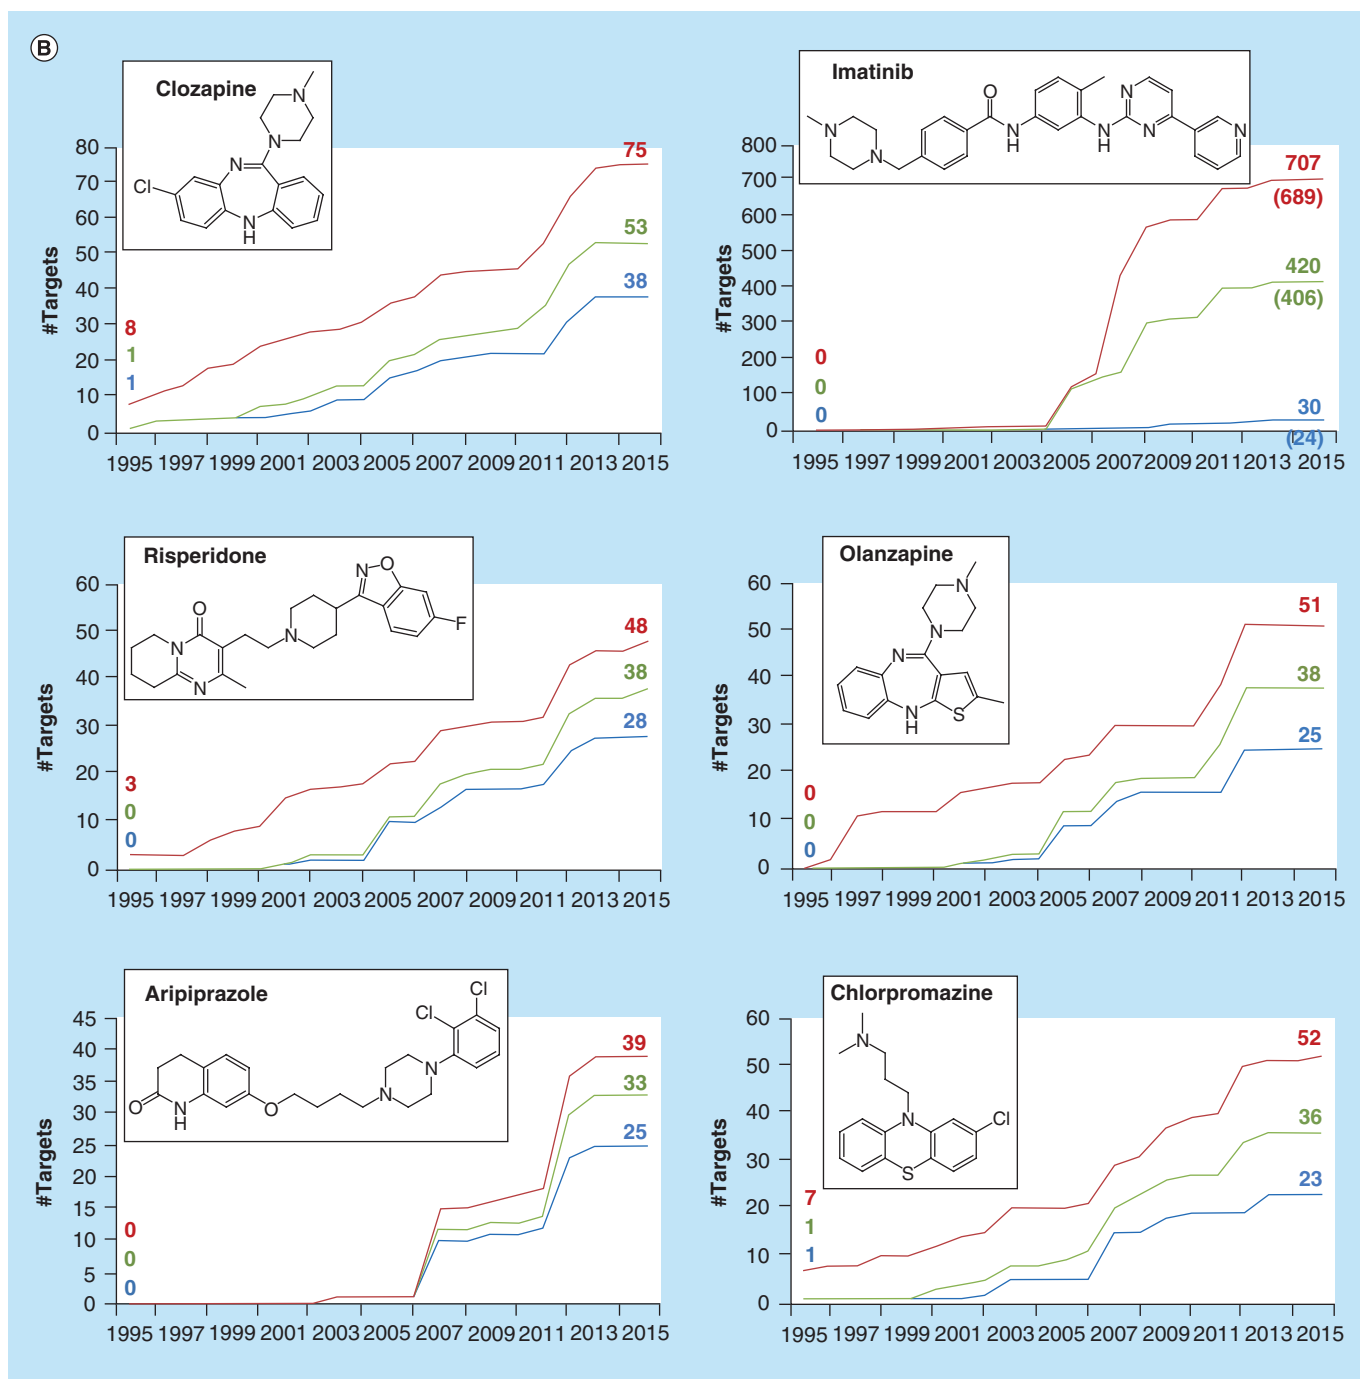 B
Clozapine
N
N
N
Cl
N
H
#Targets
80
70
60
50
40
30
20
10
0
75
53
38
8
1
1
1995 1997 1999 2001 2003 2005 2007 2009 2011 2013 2015
Imatinib
O
N
N
N
H
NH
N
N
N
#Targets
800
700
600
500
400
300
200
100
0
707
(689)
420
(406)
30
(24)
0
0
0
1995 1997 1999 2001 2003 2005 2007 2009 2011 2013 2015
Risperidone
O
N
N
N
N
O
F
#Targets
60
50
40
30
20
10
0
48
38
28
3
0
0
1995 1997 1999 2001 2003 2005 2007 2009 2011 2013 2015
Olanzapine
N
N
N
N
H
S
#Targets
60
50
40
30
20
10
0
51
38
25
0
0
0
1995 1997 1999 2001 2003 2005 2007 2009 2011 2013 2015
Aripiprazole
Cl
Cl
N
N
O
N
H
O
#Targets
45
40
35
30
25
20
15
10
5
0
39
33
25
0
0
0
1995 1997 1999 2001 2003 2005 2007 2009 2011 2013 2015
Chlorpromazine
N
N
Cl
S
#Targets
60
50
40
30
20
10
0
52
36
23
7
1
1
1995 1997 1999 2001 2003 2005 2007 2009 2011 2013 2015